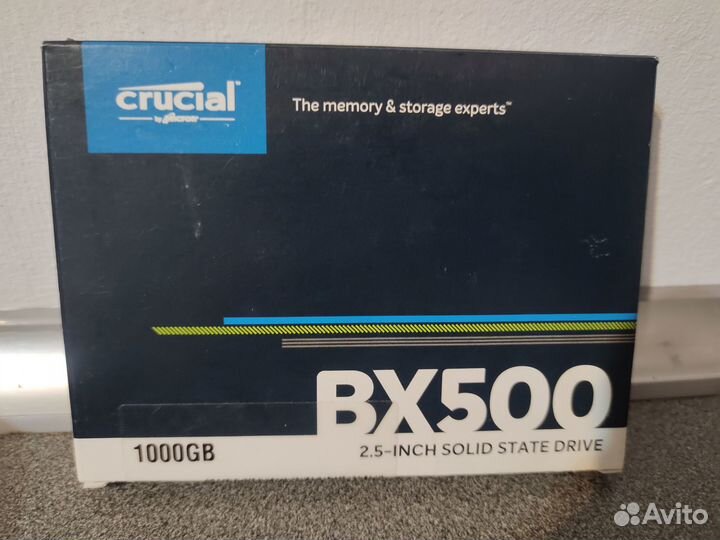 crucial
by Micron
The memory & storage experts™
BX500
2.5-INCH SOLID STATE DRIVE
1000GB
Avito